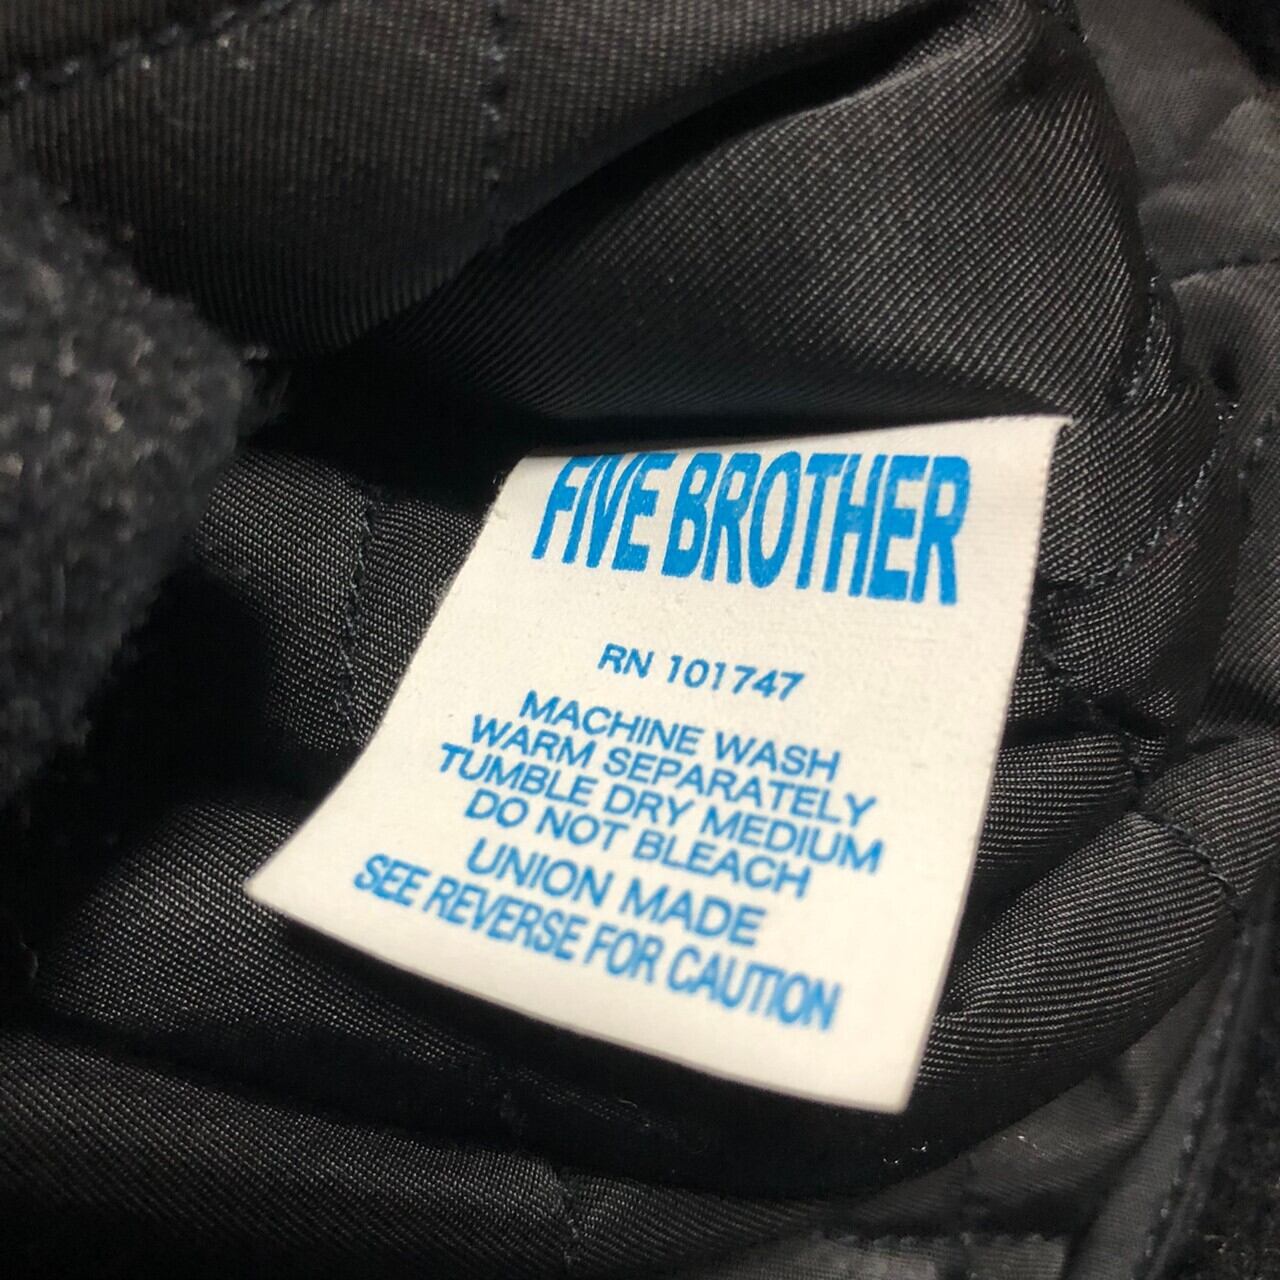 FIVE BROTHER
RN 101747
MACHINE WASH
WARM SEPARATELY
TUMBLE DRY MEDIUM
DO NOT BLEACH
UNION MADE
SEE REVERSE FOR CAUTION